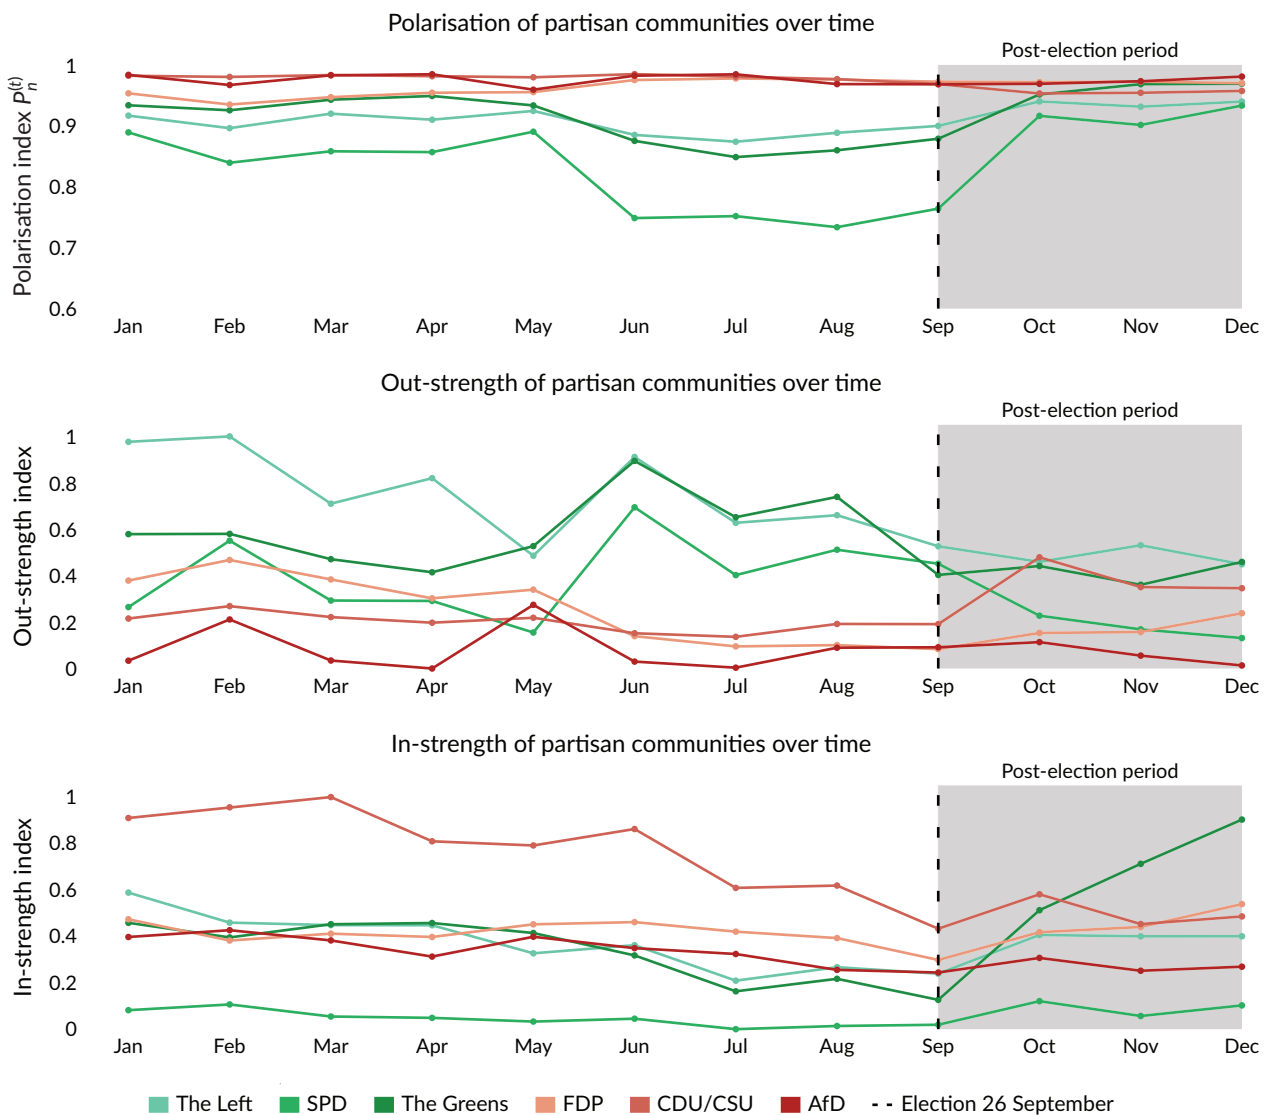 Polarisation of partisan communities over time
Post-election period
Polarisation index P_n^(t)
1
0.9
0.8
0.7
0.6
Jan Feb Mar Apr May Jun Jul Aug Sep Oct Nov Dec
Out-strength of partisan communities over time
Post-election period
Out-strength index
1
0.8
0.6
0.4
0.2
0
Jan Feb Mar Apr May Jun Jul Aug Sep Oct Nov Dec
In-strength of partisan communities over time
Post-election period
In-strength index
1
0.8
0.6
0.4
0.2
0
Jan Feb Mar Apr May Jun Jul Aug Sep Oct Nov Dec
The Left SPD The Greens FDP CDU/CSU AfD Election 26 September